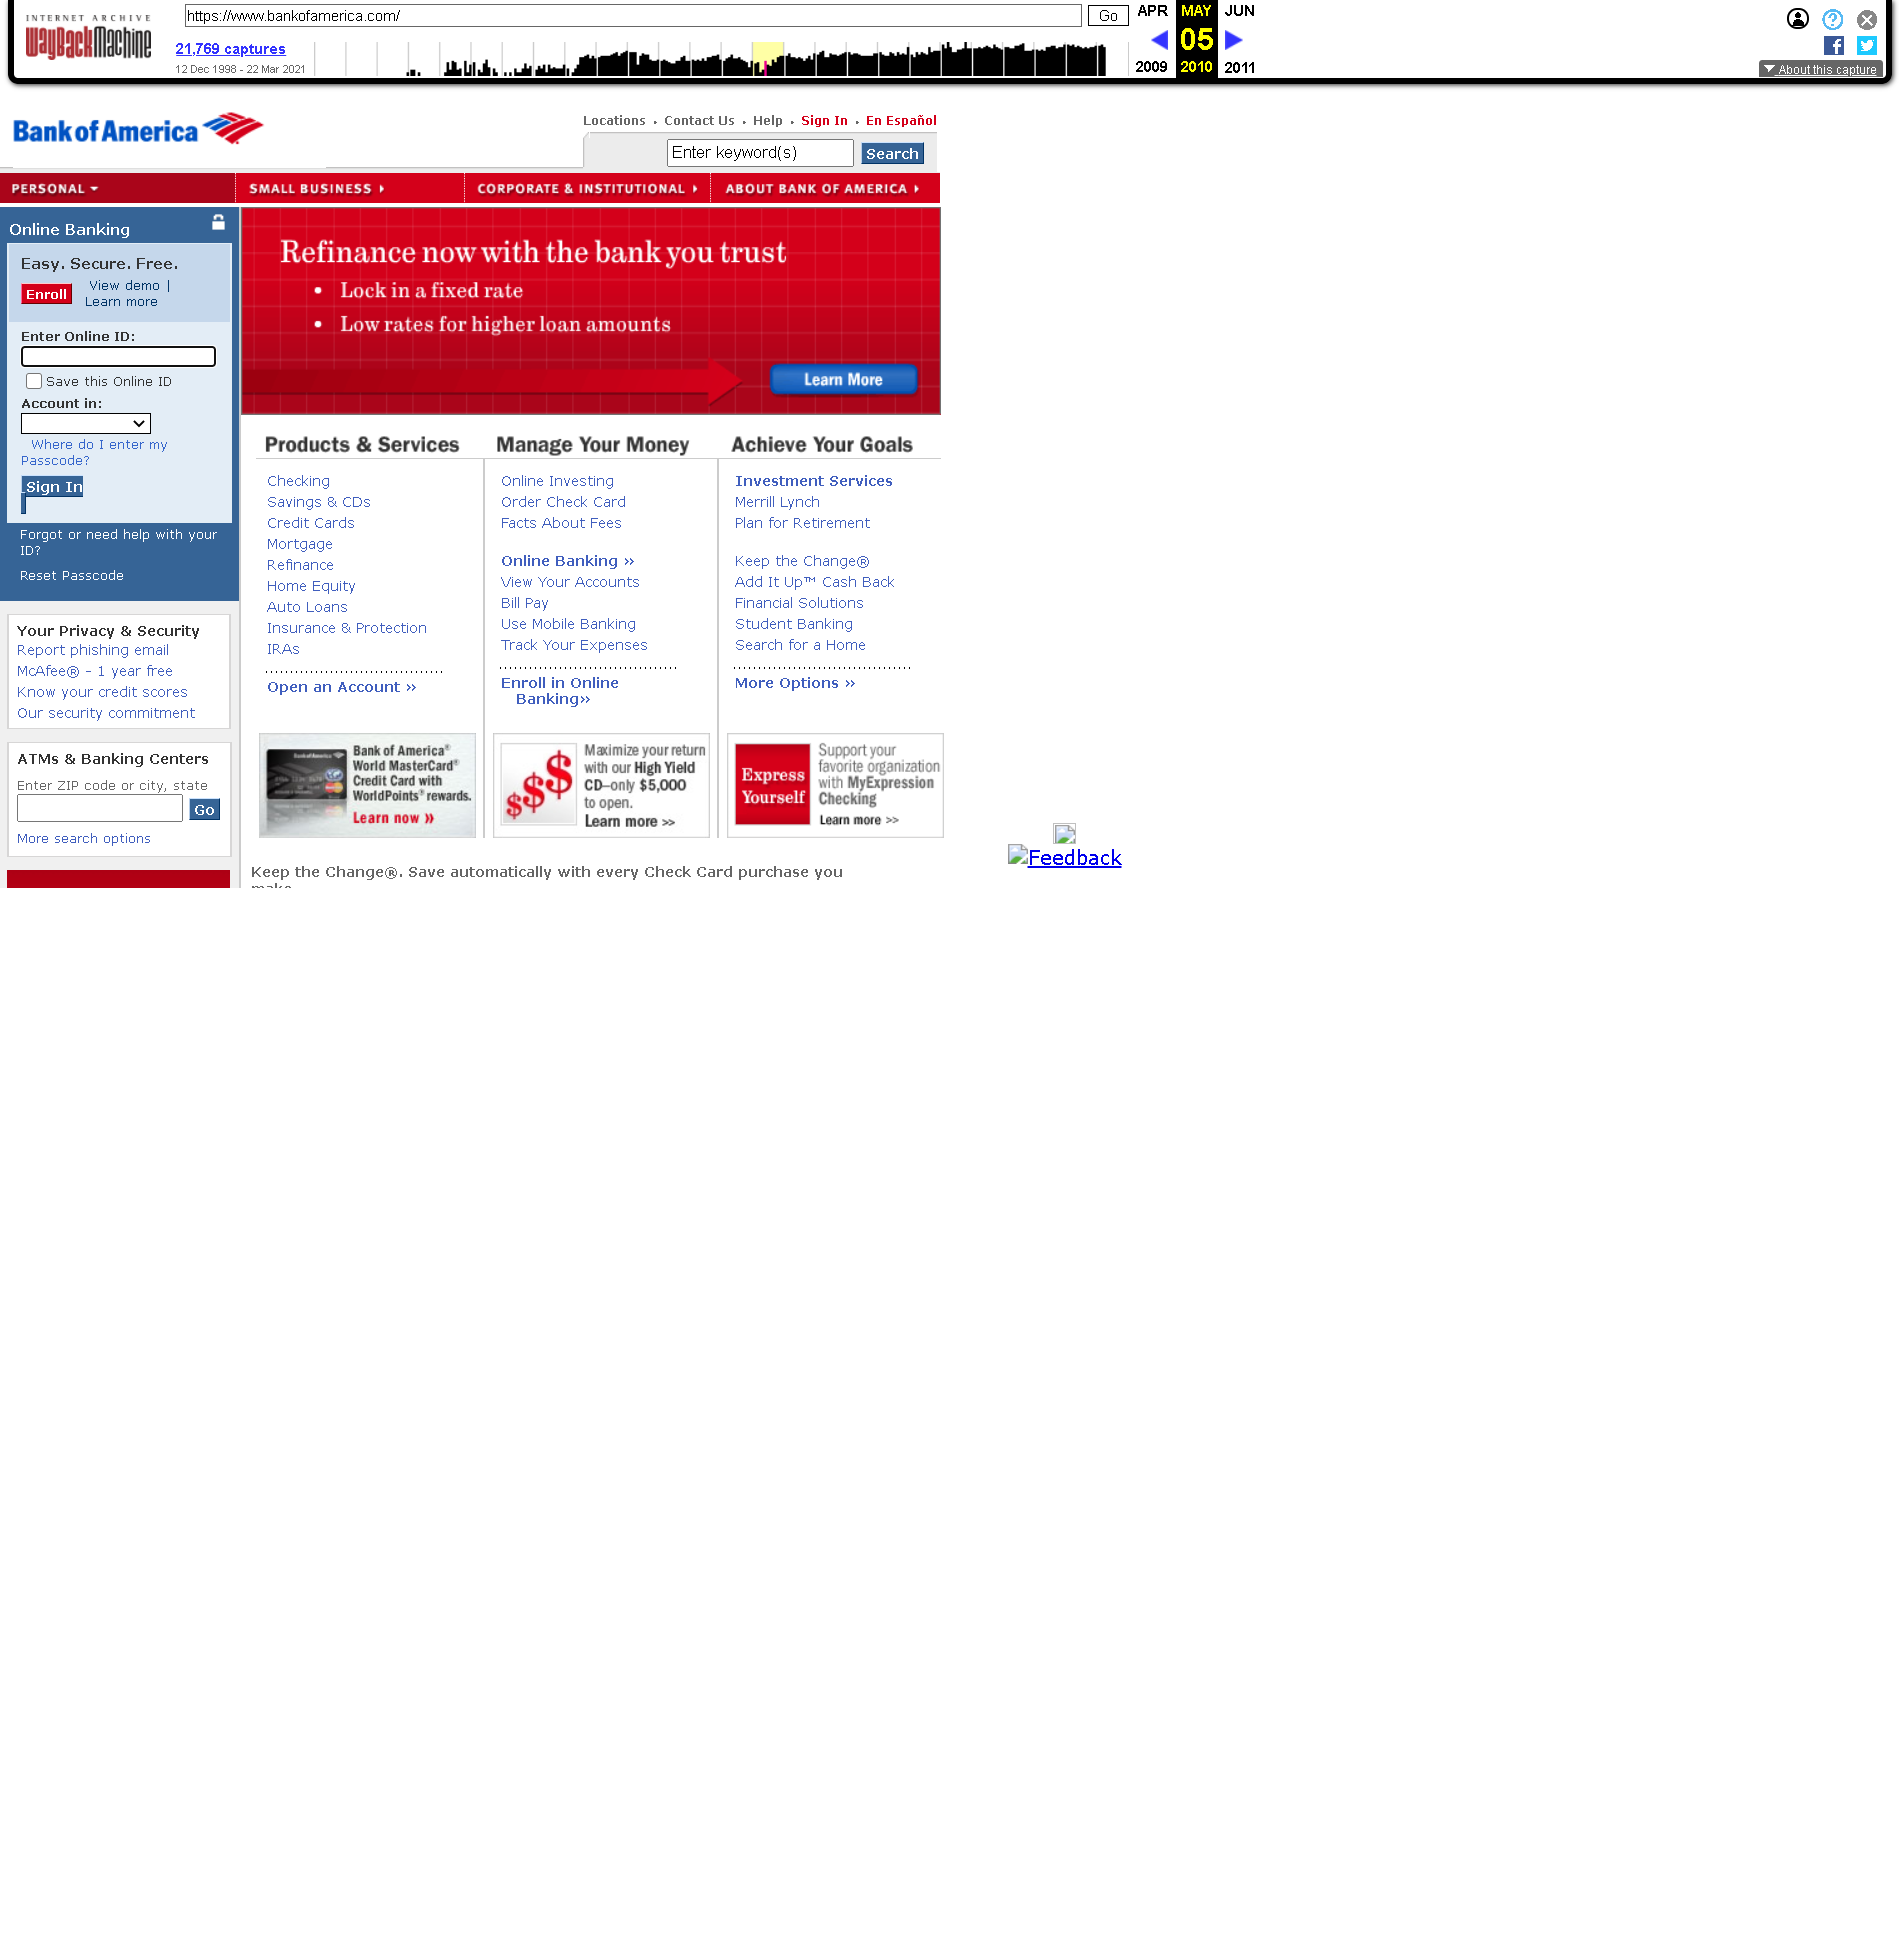 INTERNET ARCHIVE
WayBackMachine
https://www.bankofamerica.com/
Go
21,769 captures
12 Dec 1998 - 22 Mar 2021
APR MAY JUN
05
2009 2010 2011
About this capture
Bank of America
Locations • Contact Us • Help • Sign In • En Español
Enter keyword(s) Search
PERSONAL
SMALL BUSINESS
CORPORATE & INSTITUTIONAL
ABOUT BANK OF AMERICA
Online Banking
Easy. Secure. Free.
Enroll
View demo |
Learn more
Enter Online ID:
Save this Online ID
Account in:
Where do I enter my
Passcode?
Sign In
Forgot or need help with your
ID?
Reset Passcode
Your Privacy & Security
Report phishing email
McAfee® - 1 year free
Know your credit scores
Our security commitment
ATMs & Banking Centers
Enter ZIP code or city, state
Go
More search options
Refinance now with the bank you trust
• Lock in a fixed rate
• Low rates for higher loan amounts
Learn More
Products & Services
Checking
Savings & CDs
Credit Cards
Mortgage
Refinance
Home Equity
Auto Loans
Insurance & Protection
IRAs
Open an Account »
Manage Your Money
Online Investing
Order Check Card
Facts About Fees
Online Banking »
View Your Accounts
Bill Pay
Use Mobile Banking
Track Your Expenses
Enroll in Online
Banking»
Achieve Your Goals
Investment Services
Merrill Lynch
Plan for Retirement
Keep the Change®
Add It Up™ Cash Back
Financial Solutions
Student Banking
Search for a Home
More Options »
Bank of America®
World MasterCard®
Credit Card with
WorldPoints® rewards.
Learn now »
$$$
Maximize your return
with our High Yield
CD–only $5,000
to open.
Learn more >>
Express
Yourself
Support your
favorite organization
with MyExpression
Checking
Learn more >>
Keep the Change®. Save automatically with every Check Card purchase you
Feedback